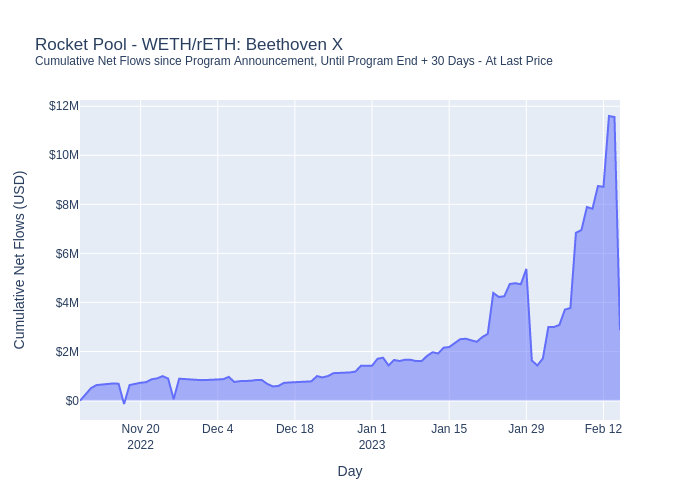 Rocket Pool - WETH/rETH: Beethoven X
Cumulative Net Flows since Program Announcement, Until Program End + 30 Days - At Last Price
$12M
$10M
$8M
$6M
$4M
$2M
$0
Cumulative Net Flows (USD)
Nov 20
2022
Dec 4
Dec 18
Jan 1
2023
Jan 15
Jan 29
Feb 12
Day